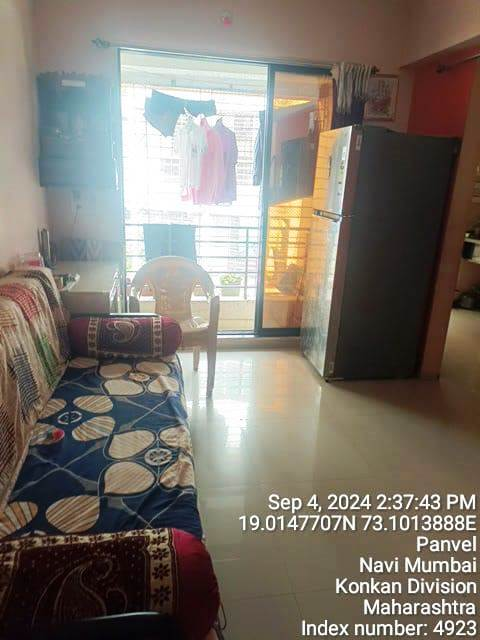 Sep 4, 2024 2:37:43 PM
19.0147707N 73.1013888E
Panvel
Navi Mumbai
Konkan Division
Maharashtra
Index number: 4923